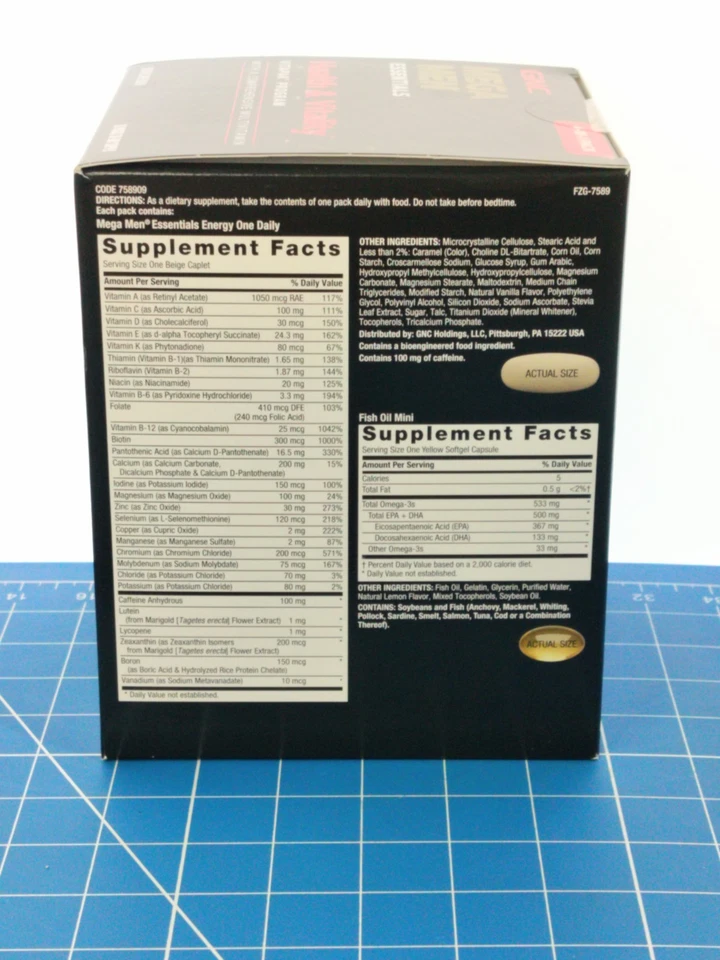 GNC
MEGA
MEN
ESSENTIALS
Health & Vitality
VITAPAK® PROGRAM
CODE 758909
FZG-7589
DIRECTIONS: As a dietary supplement, take the contents of one pack daily with food. Do not take before bedtime.
Each pack contains:
Mega Men® Essentials Energy One Daily
Supplement Facts
Serving Size One Beige Caplet
Amount Per Serving % Daily Value
Vitamin A (as Retinyl Acetate) 1050 mcg RAE 117%
Vitamin C (as Ascorbic Acid) 100 mg 111%
Vitamin D (as Cholecalciferol) 30 mcg 150%
Vitamin E (as d-alpha Tocopheryl Succinate) 24.3 mg 162%
Vitamin K (as Phytonadione) 80 mcg 67%
Thiamin (Vitamin B-1)(as Thiamin Mononitrate) 1.65 mg 138%
Riboflavin (Vitamin B-2) 1.87 mg 144%
Niacin (as Niacinamide) 20 mg 125%
Vitamin B-6 (as Pyridoxine Hydrochloride) 3.3 mg 194%
Folate 410 mcg DFE 103%
(240 mcg Folic Acid)
Vitamin B-12 (as Cyanocobalamin) 25 mcg 1042%
Biotin 300 mcg 1000%
Pantothenic Acid (as Calcium D-Pantothenate) 16.5 mg 330%
Calcium (as Calcium Carbonate, 200 mg 15%
Dicalcium Phosphate & Calcium D-Pantothenate)
Iodine (as Potassium Iodide) 150 mcg 100%
Magnesium (as Magnesium Oxide) 100 mg 24%
Zinc (as Zinc Oxide) 30 mg 273%
Selenium (as L-Selenomethionine) 120 mcg 218%
Copper (as Cupric Oxide) 2 mg 222%
Manganese (as Manganese Sulfate) 2 mg 87%
Chromium (as Chromium Chloride) 200 mcg 571%
Molybdenum (as Sodium Molybdate) 75 mcg 167%
Chloride (as Potassium Chloride) 70 mg 3%
Potassium (as Potassium Chloride) 80 mg 2%
Caffeine Anhydrous 100 mg *
Lutein
(from Marigold [Tagetes erecta] Flower Extract) 1 mg *
Lycopene 1 mg *
Zeaxanthin (as Zeaxanthin Isomers 200 mcg *
from Marigold [Tagetes erecta] Flower Extract)
Boron 150 mcg *
(as Boric Acid & Hydrolyzed Rice Protein Chelate)
Vanadium (as Sodium Metavanadate) 10 mcg *
* Daily Value not established.
OTHER INGREDIENTS: Microcrystalline Cellulose, Stearic Acid and
Less than 2%: Caramel (Color), Choline DL-Bitartrate, Corn Oil, Corn
Starch, Croscarmellose Sodium, Glucose Syrup, Gum Arabic,
Hydroxypropyl Methylcellulose, Hydroxypropylcellulose, Magnesium
Carbonate, Magnesium Stearate, Maltodextrin, Medium Chain
Triglycerides, Modified Starch, Natural Vanilla Flavor, Polyethylene
Glycol, Polyvinyl Alcohol, Silicon Dioxide, Sodium Ascorbate, Stevia
Leaf Extract, Sugar, Talc, Titanium Dioxide (Mineral Whitener),
Tocopherols, Tricalcium Phosphate.
Distributed by: GNC Holdings, LLC, Pittsburgh, PA 15222 USA
Contains a bioengineered food ingredient.
Contains 100 mg of caffeine.
ACTUAL SIZE
Fish Oil Mini
Supplement Facts
Serving Size One Yellow Softgel Capsule
Amount Per Serving % Daily Value
Calories 5
Total Fat 0.5 g <2%†
Total Omega-3s 533 mg *
Total EPA + DHA 500 mg *
Eicosapentaenoic Acid (EPA) 367 mg *
Docosahexaenoic Acid (DHA) 133 mg *
Other Omega-3s 33 mg *
† Percent Daily Value based on a 2,000 calorie diet.
* Daily Value not established.
OTHER INGREDIENTS: Fish Oil, Gelatin, Glycerin, Purified Water,
Natural Lemon Flavor, Mixed Tocopherols, Soybean Oil.
CONTAINS: Soybeans and Fish (Anchovy, Mackerel, Whiting,
Pollock, Sardine, Smelt, Salmon, Tuna, Cod or a Combination
Thereof).
ACTUAL SIZE
14
16
32